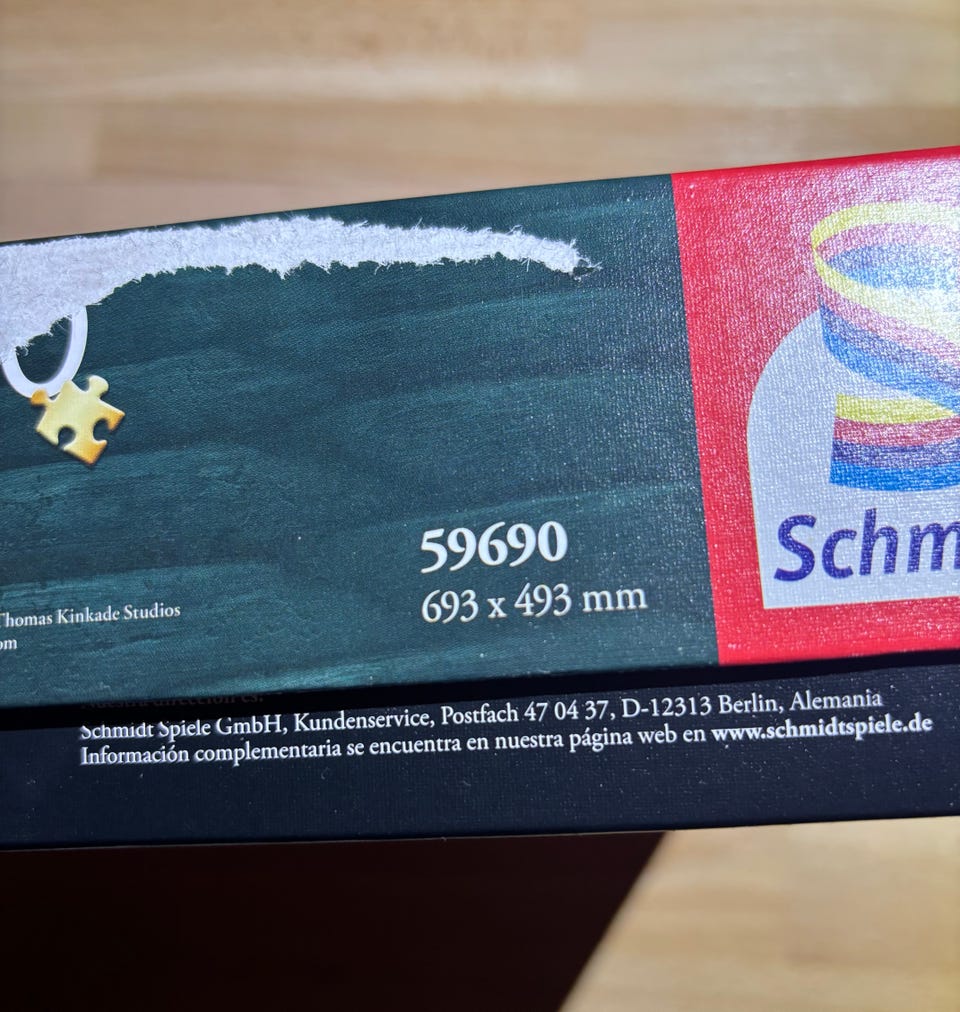 59690
693 x 493 mm
Thomas Kinkade Studios
om
Schm
Schmidt Spiele GmbH, Kundenservice, Postfach 47 04 37, D-12313 Berlin, Alemania
Información complementaria se encuentra en nuestra página web en www.schmidtspiele.de